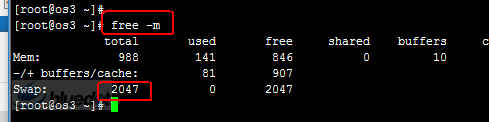 [root@os3 ~]#
[root@os3 ~]# free -m
total used free shared buffers c
Mem: 988 141 846 0 10
-/+ buffers/cache: 81 907
Swap: 2047 0 2047
[root@os3 ~]#